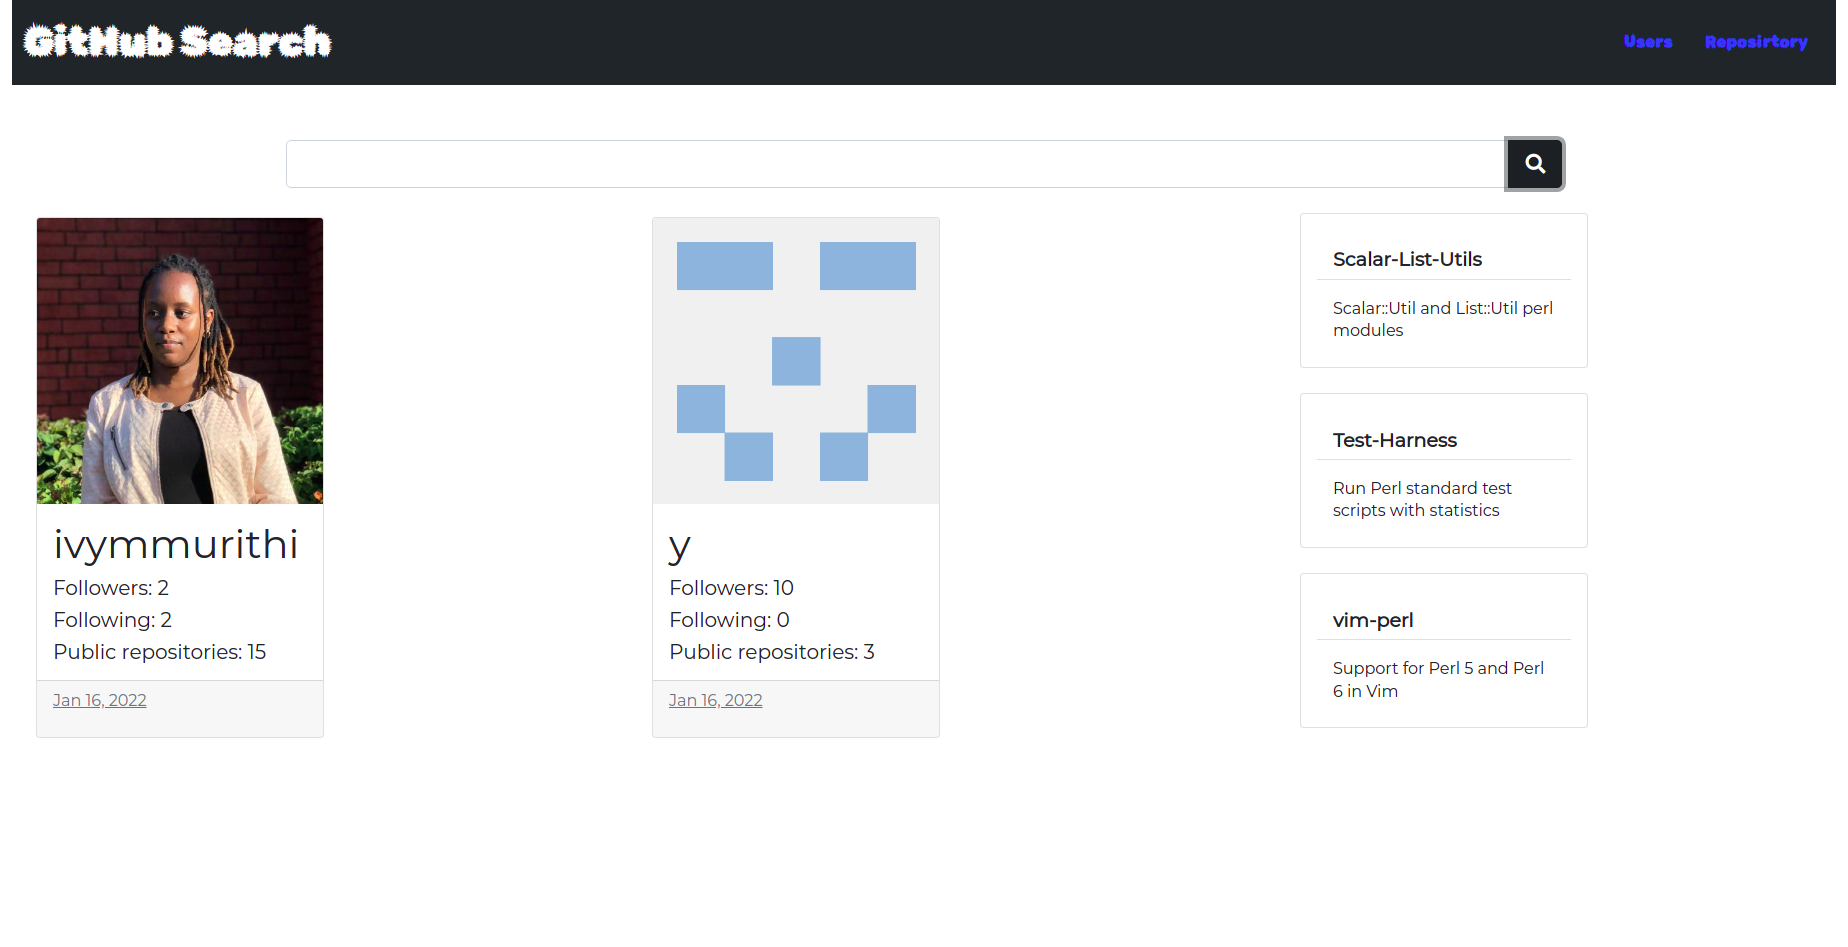 GitHub Search
Users
Reposirtory
ivymmurithi
Followers: 2
Following: 2
Public repositories: 15
Jan 16, 2022
y
Followers: 10
Following: 0
Public repositories: 3
Jan 16, 2022
Scalar-List-Utils
Scalar::Util and List::Util perl
modules
Test-Harness
Run Perl standard test
scripts with statistics
vim-perl
Support for Perl 5 and Perl
6 in Vim